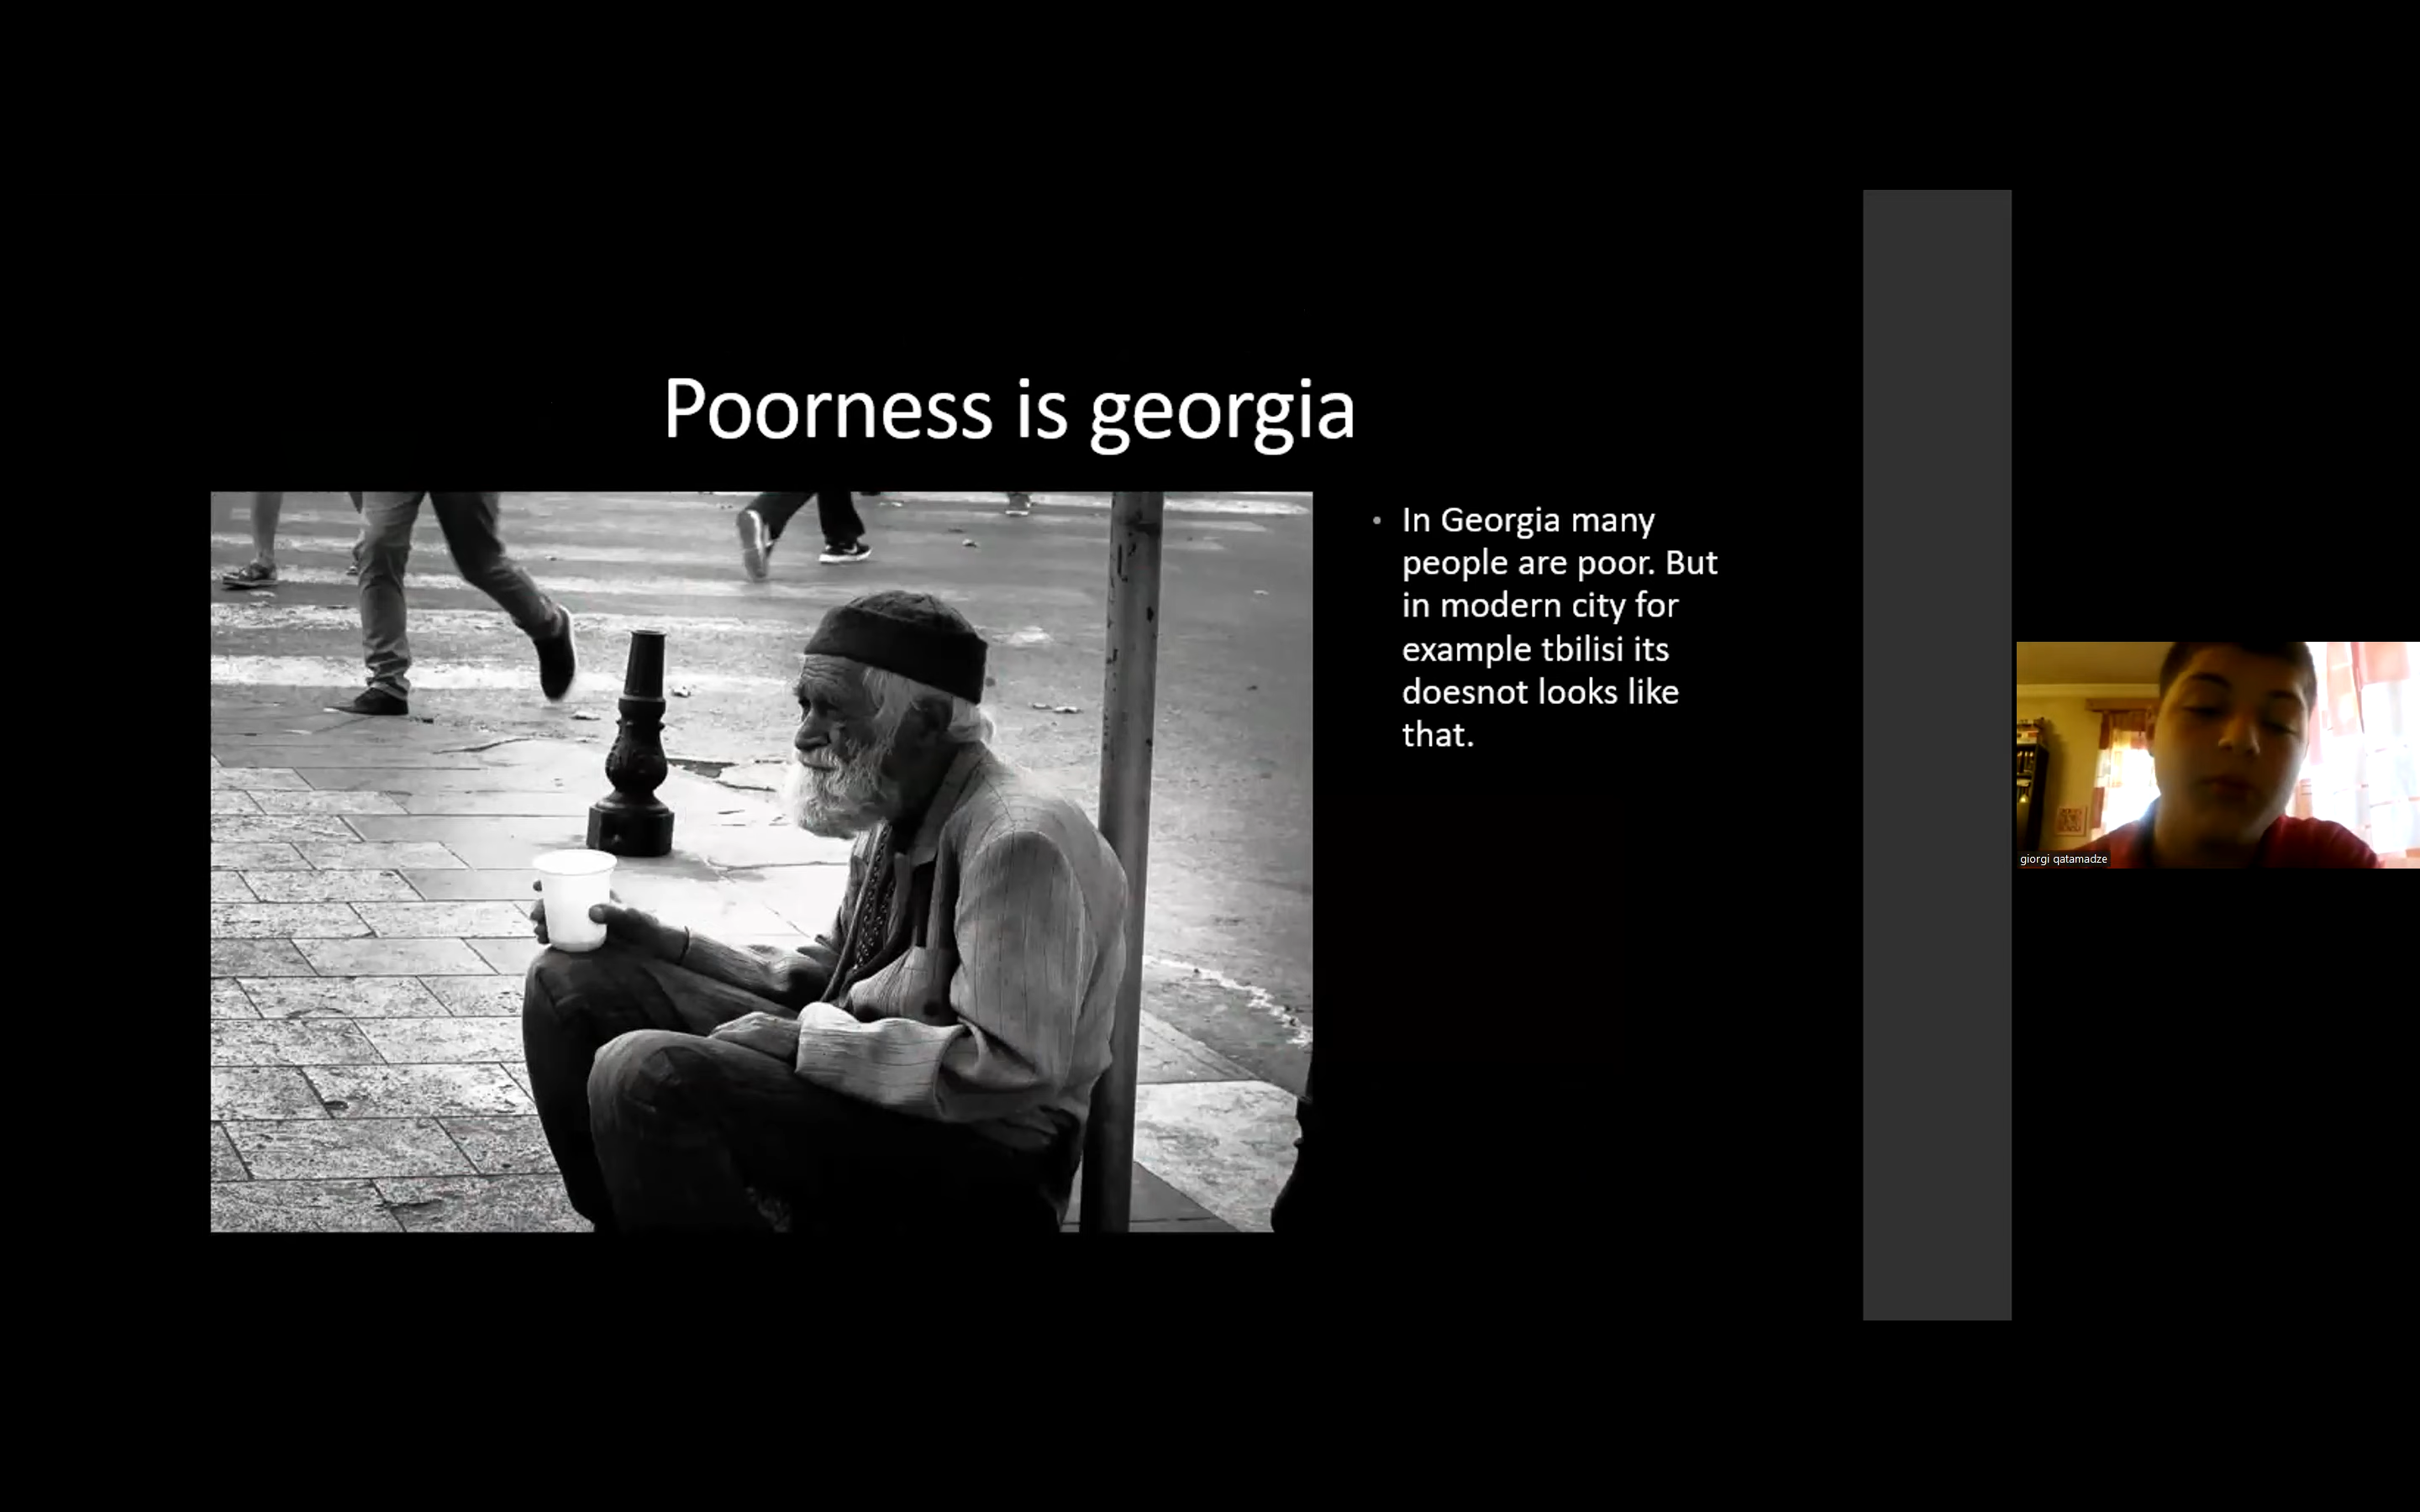 Poorness is georgia
• In Georgia many
people are poor. But
in modern city for
example tbilisi its
doesnot looks like
that.
giorgi qatamadze